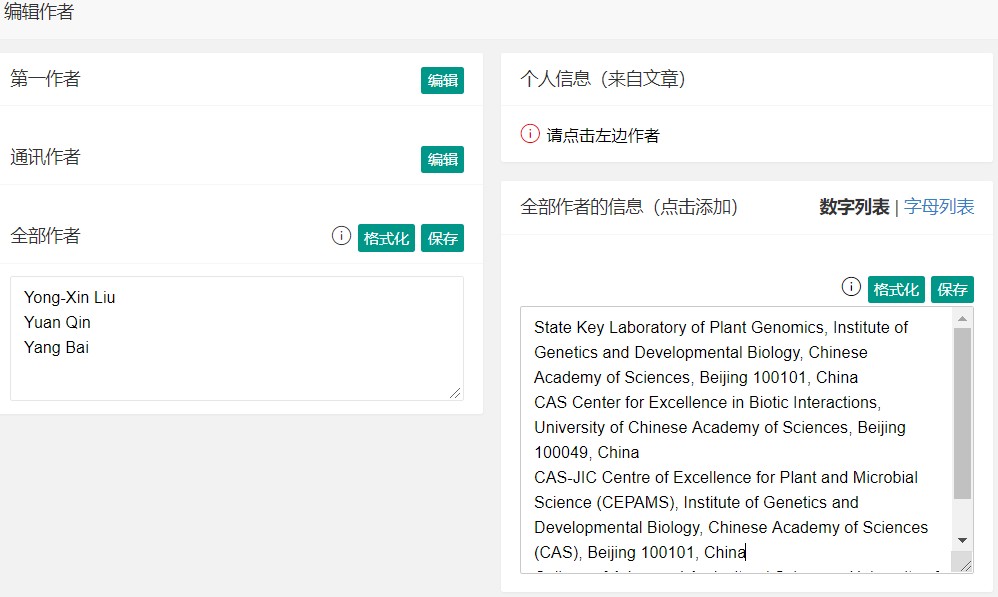 编辑作者
第一作者
编辑
通讯作者
编辑
全部作者
格式化
保存
Yong-Xin Liu
Yuan Qin
Yang Bai
个人信息（来自文章）
请点击左边作者
全部作者的信息（点击添加）
数字列表 | 字母列表
格式化
保存
State Key Laboratory of Plant Genomics, Institute of
Genetics and Developmental Biology, Chinese
Academy of Sciences, Beijing 100101, China
CAS Center for Excellence in Biotic Interactions,
University of Chinese Academy of Sciences, Beijing
100049, China
CAS-JIC Centre of Excellence for Plant and Microbial
Science (CEPAMS), Institute of Genetics and
Developmental Biology, Chinese Academy of Sciences
(CAS), Beijing 100101, China